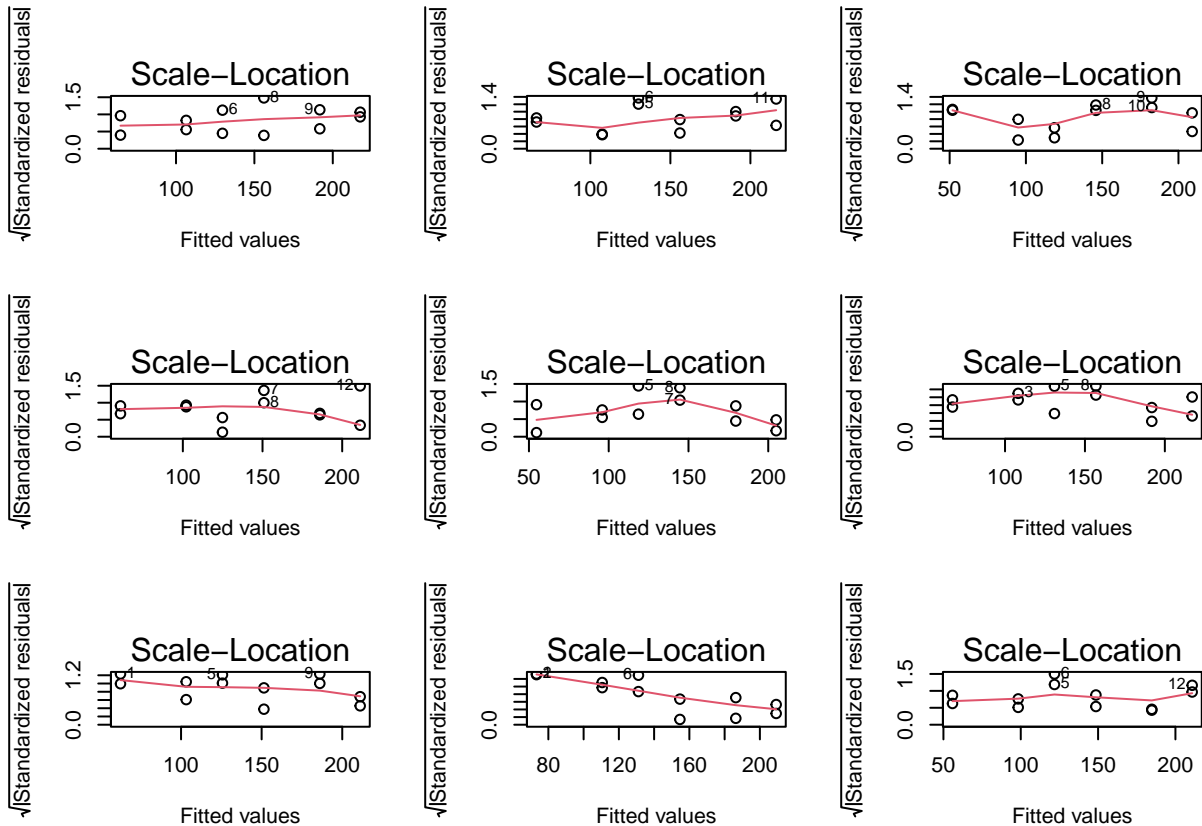 Scale−Location
√|Standardized residuals|
1.5
0.0
8
6
9
100 150 200
Fitted values
Scale−Location
√|Standardized residuals|
1.4
0.0
6
5
11
100 150 200
Fitted values
Scale−Location
√|Standardized residuals|
1.4
0.0
9
8
10
50 100 150 200
Fitted values
Scale−Location
√|Standardized residuals|
1.5
0.0
7
12
8
100 150 200
Fitted values
Scale−Location
√|Standardized residuals|
1.5
0.0
5
8
7
50 100 150 200
Fitted values
Scale−Location
√|Standardized residuals|
0.0
3
5
8
100 150 200
Fitted values
Scale−Location
√|Standardized residuals|
1.2
0.0
1
5
9
100 150 200
Fitted values
Scale−Location
√|Standardized residuals|
0.0
6
80 120 160 200
Fitted values
Scale−Location
√|Standardized residuals|
1.5
0.0
6
5
12
50 100 150 200
Fitted values